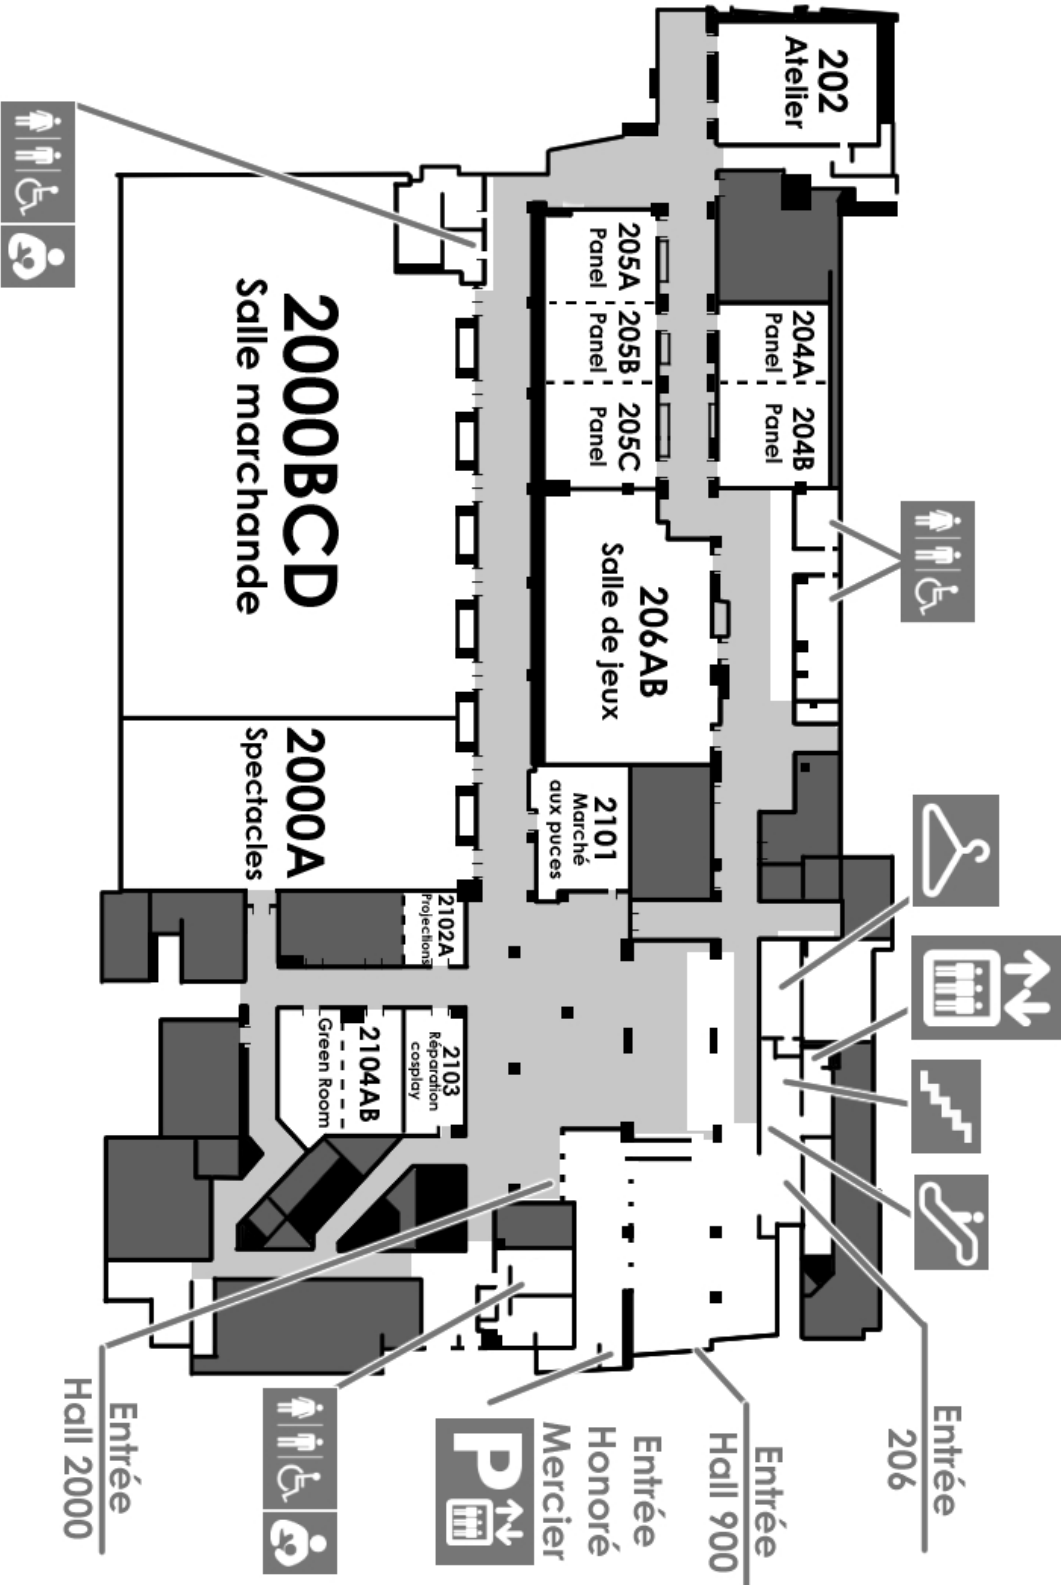 202
Atelier
205A
Panel
205B
Panel
205C
Panel
204A
Panel
204B
Panel
2000BCD
Salle marchande
206AB
Salle de jeux
2000A
Spectacles
2101
Marché
aux puces
2102A
Projections
2103
Réparation
cosplay
2104AB
Green Room
Entrée
206
Entrée
Hall 900
Entrée
Honoré
Mercier
P
Entrée
Hall 2000